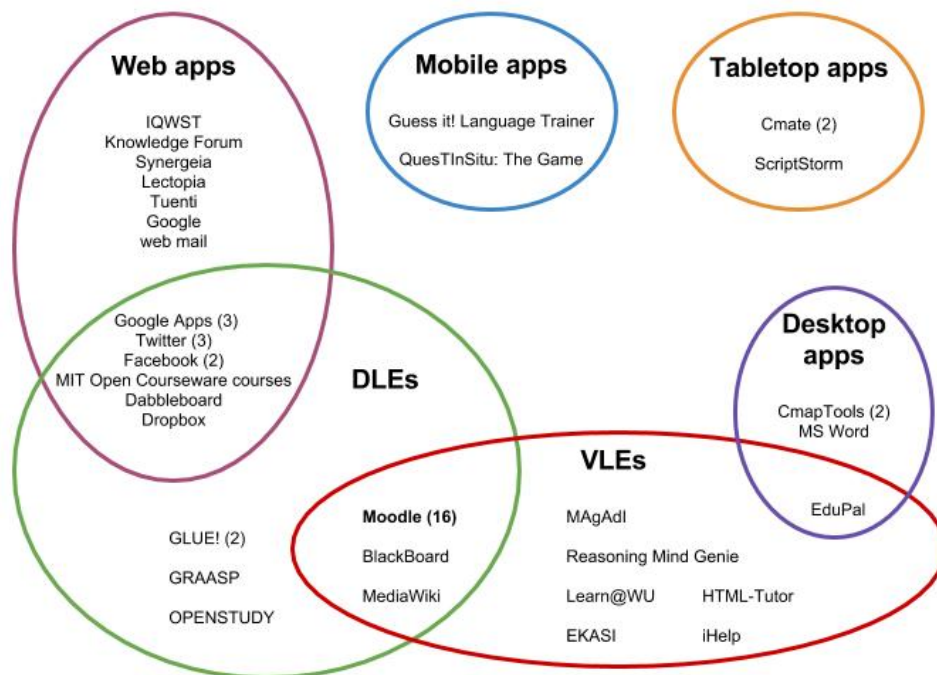 Web apps
IQWST
Knowledge Forum
Synergeia
Lectopia
Tuenti
Google
web mail
Mobile apps
Guess it! Language Trainer
QuesTInSitu: The Game
Tabletop apps
Cmate (2)
ScriptStorm
Google Apps (3)
Twitter (3)
Facebook (2)
MIT Open Courseware courses
Dabbleboard
Dropbox
DLEs
GLUE! (2)
GRAASP
OPENSTUDY
Desktop
apps
CmapTools (2)
MS Word
EduPal
VLEs
Moodle (16)
BlackBoard
MediaWiki
MAgAdI
Reasoning Mind Genie
Learn@WU HTML-Tutor
EKASI iHelp